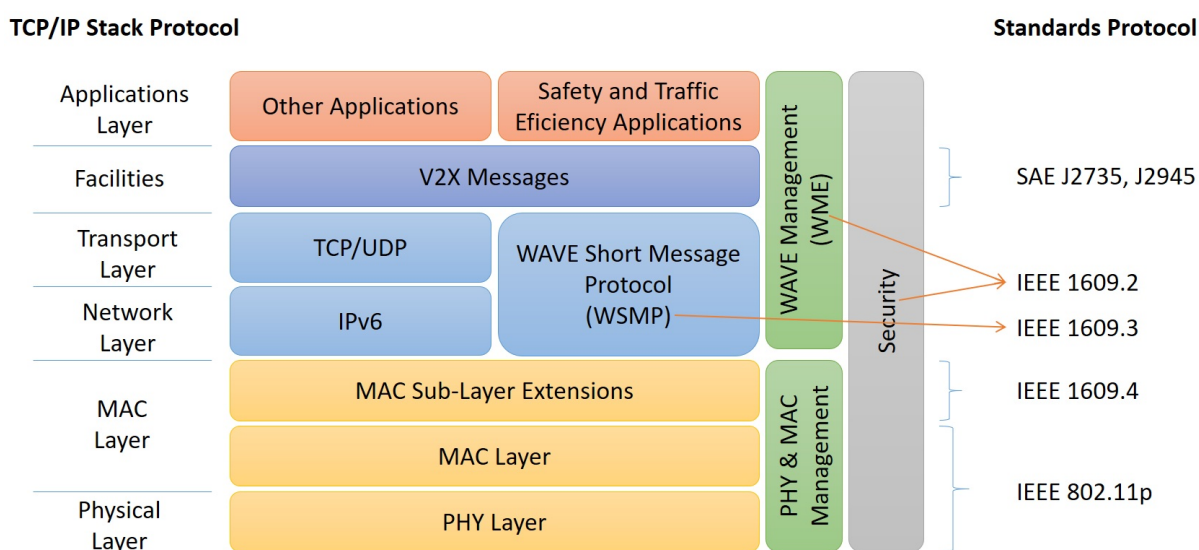 TCP/IP Stack Protocol
Standards Protocol
Applications
Layer
Other Applications
Safety and Traffic
Eficiency Applications
Facilities
V2X Messages
SAE J2735, J2945
Transport
Layer
TCP/UDP
WAVE Short Message
Protocol
(WSMP)
WAVE Management
(WME)
Security
IEEE 1609.2
Network
Layer
IPv6
IEEE 1609.3
MAC
Layer
MAC Sub-Layer Extensions
PHY & MAC
Management
IEEE 1609.4
MAC Layer
IEEE 802.11p
Physical
Layer
PHY Layer